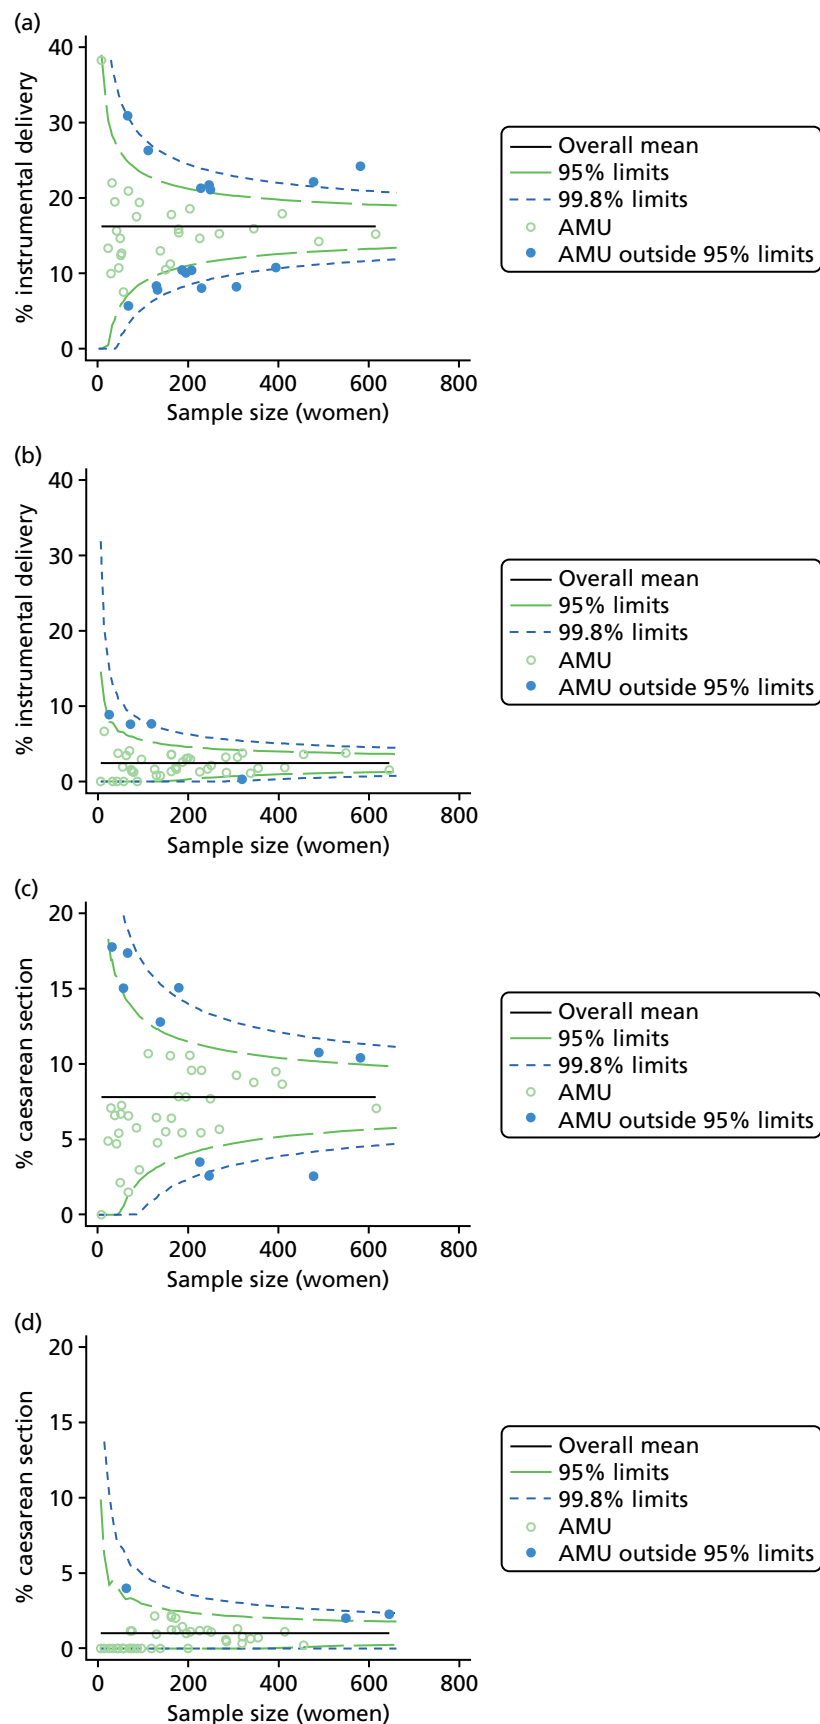 (a)
40
30
20
10
0
% instrumental delivery
0 200 400 600 800
Sample size (women)
Overall mean
95% limits
99.8% limits
AMU
AMU outside 95% limits
(b)
40
30
20
10
0
% instrumental delivery
0 200 400 600 800
Sample size (women)
Overall mean
95% limits
99.8% limits
AMU
AMU outside 95% limits
(c)
20
15
10
5
0
% caesarean section
0 200 400 600 800
Sample size (women)
Overall mean
95% limits
99.8% limits
AMU
AMU outside 95% limits
(d)
20
15
10
5
0
% caesarean section
0 200 400 600 800
Sample size (women)
Overall mean
95% limits
99.8% limits
AMU
AMU outside 95% limits